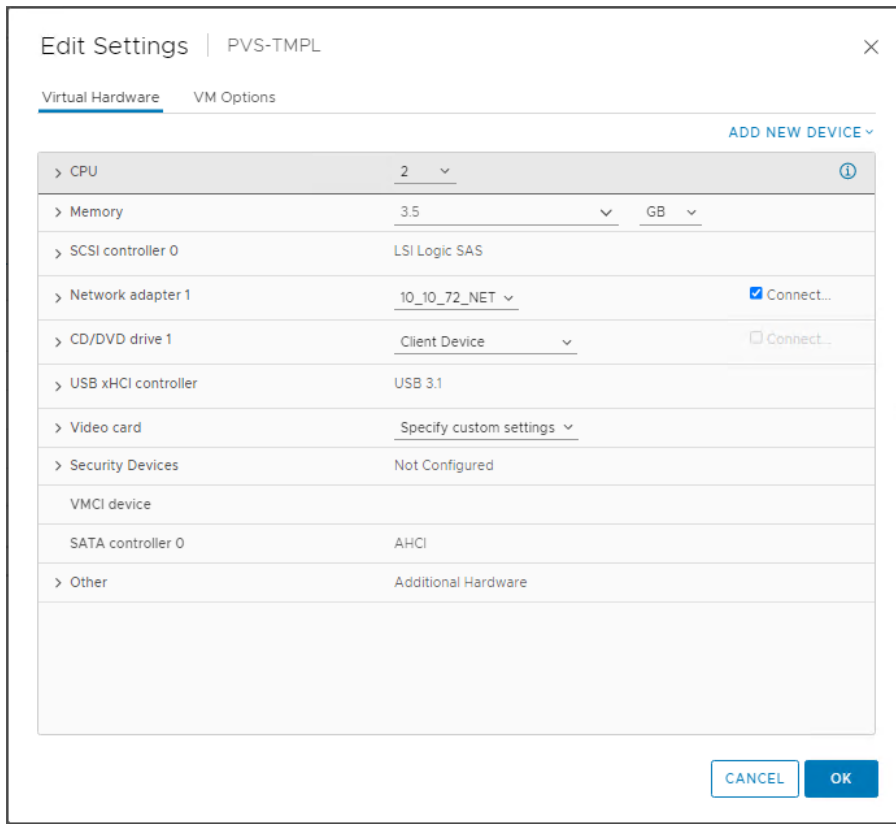 Edit Settings | PVS-TMPL
Virtual Hardware VM Options
ADD NEW DEVICE
CPU 2
Memory 3.5 GB
SCSI controller 0 LSI Logic SAS
Network adapter 1 10_10_72_NET Connect...
CD/DVD drive 1 Client Device Connect...
USB xHCI controller USB 3.1
Video card Specify custom settings
Security Devices Not Configured
VMCI device
SATA controller 0 AHCI
Other Additional Hardware
CANCEL OK